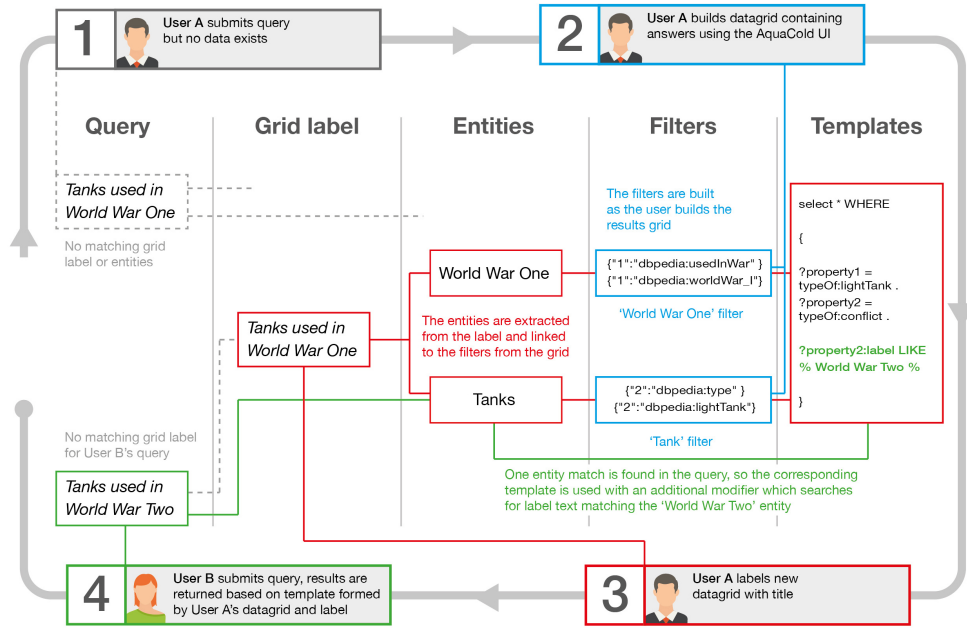 1
User A submits query
but no data exists
2
User A builds datagrid containing
answers using the AquaCold UI
Query
Grid label
Entities
Filters
Templates
Tanks used in
World War One
No matching grid
label or entities
The filters are built
as the user builds the
results grid
World War One
{"1":"dbpedia:usedInWar" }
{"1":"dbpedia:worldWar_I"}
'World War One' filter
Tanks used in
World War One
The entities are extracted
from the label and linked
to the filters from the grid
Tanks
{"2":"dbpedia:type" }
{"2":"dbpedia:lightTank"}
'Tank' filter
select * WHERE
{
?property1 =
typeOf:lightTank .
?property2 =
typeOf:conflict .
?property2:label LIKE
% World War Two %
}
No matching grid label
for User B's query
Tanks used in
World War Two
One entity match is found in the query, so the corresponding
template is used with an additional modifier which searches
for label text matching the 'World War Two' entity
4
User B submits query, results are
returned based on template formed
by User A's datagrid and label
3
User A labels new
datagrid with title